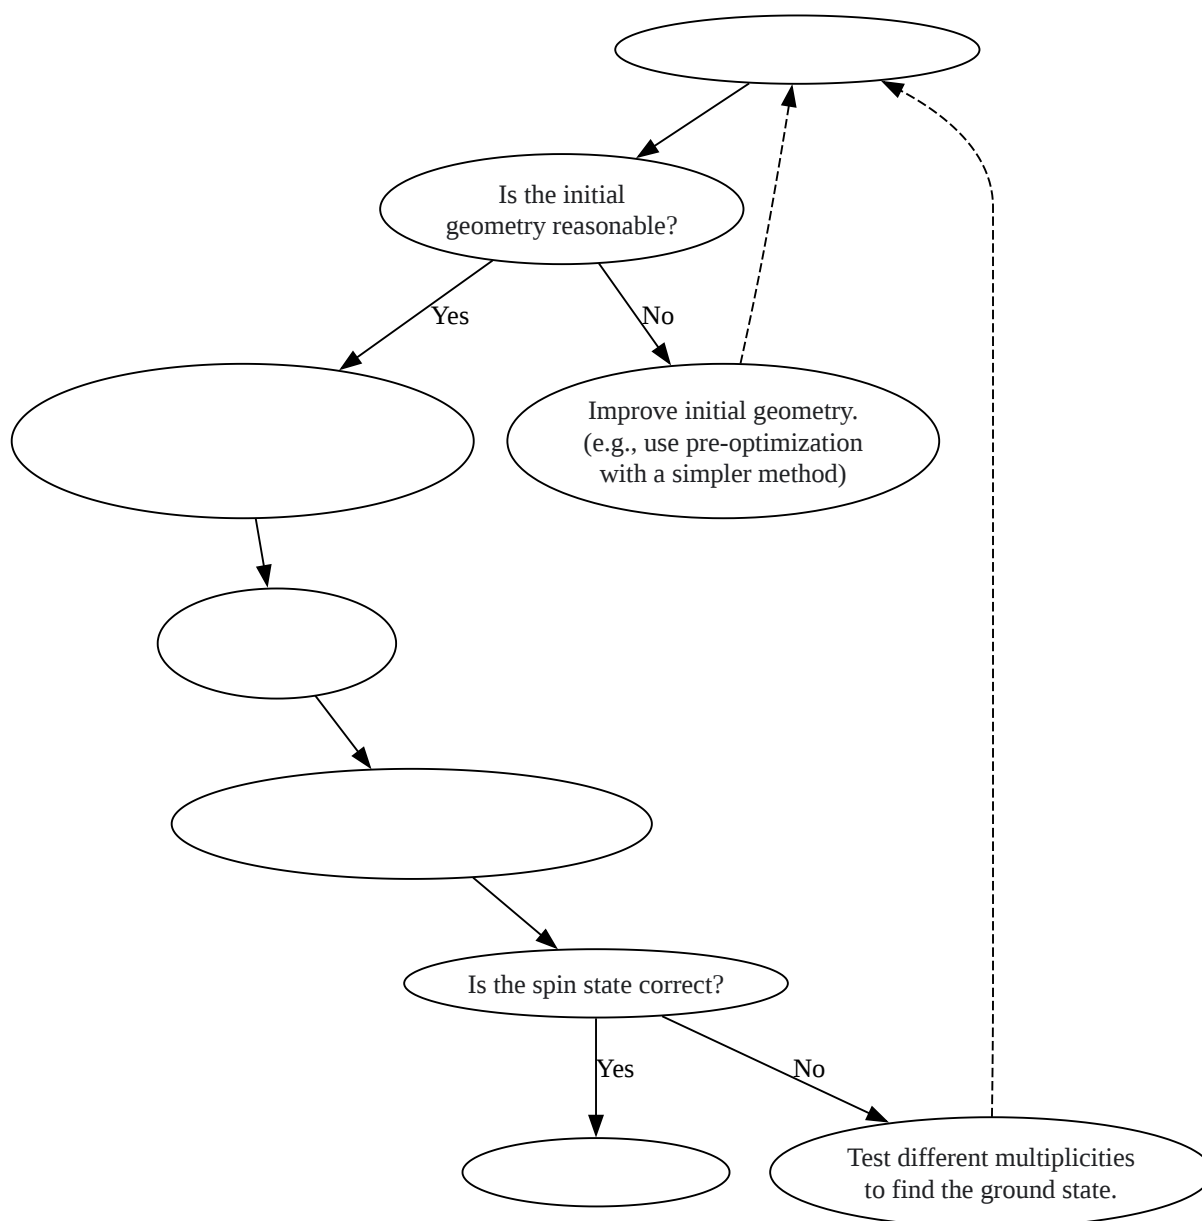 Is the initial
geometry reasonable?
Yes
No
Improve initial geometry.
(e.g., use pre-optimization
with a simpler method)
Is the spin state correct?
Yes
No
Test different multiplicities
to find the ground state.